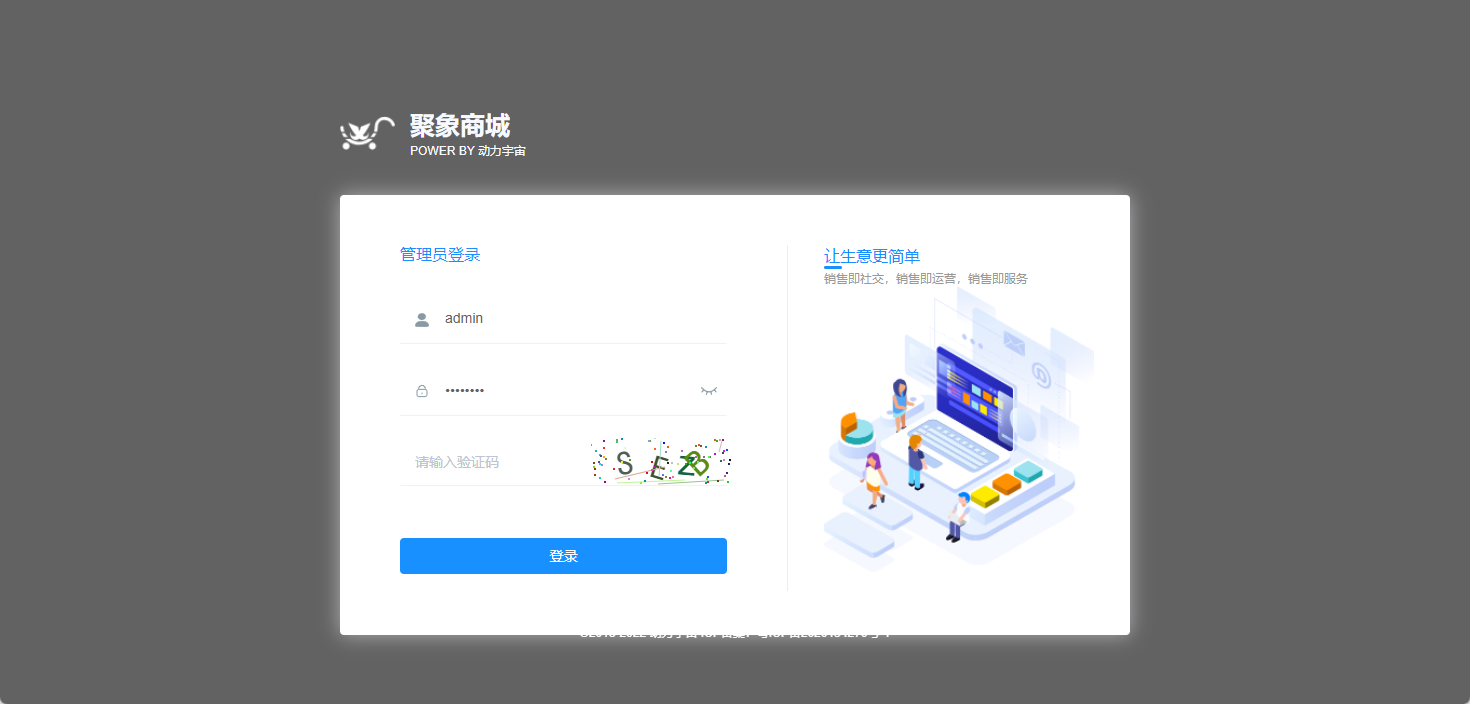 聚象商城
POWER BY 动力宇宙
管理员登录
admin
••••••••
请输入验证码
登录
让生意更简单
销售即社交，销售即运营，销售即服务